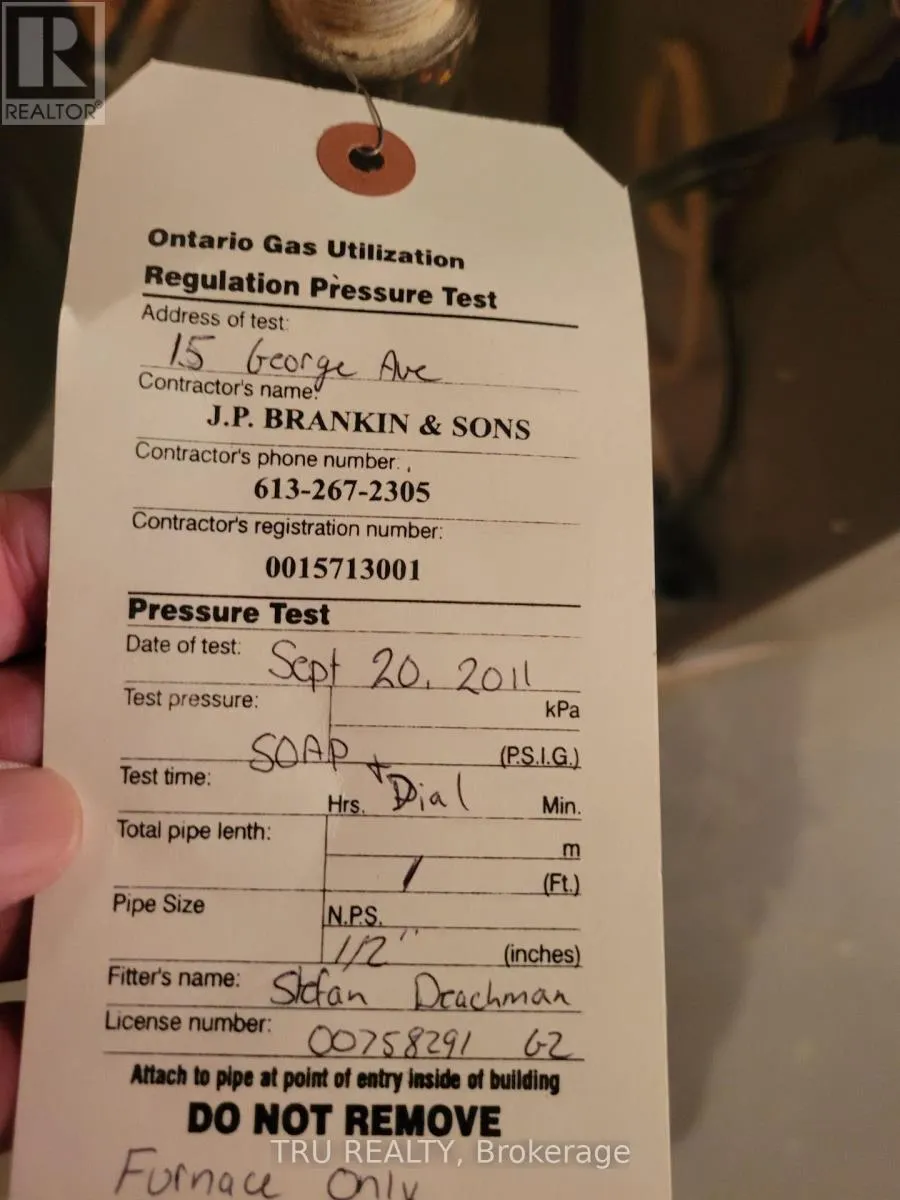 R
REALTOR®
Ontario Gas Utilization
Regulation Pressure Test
Address of test:
15 George Ave
Contractor's name:
J.P. BRANKIN & SONS
Contractor's phone number:
613-267-2305
Contractor's registration number:
0015713001
Pressure Test
Date of test: Sept 20, 2011
Test pressure: kPa
SOAP + Dial (P.S.I.G.)
Test time: Hrs. Min.
Total pipe lenth: m
1 (Ft.)
Pipe Size N.P.S.
1/2" (inches)
Fitter's name: Stefan Deachman
License number: 00758291 G2
Attach to pipe at point of entry inside of building
DO NOT REMOVE
TRU REALTY, Brokerage
Furnace Only